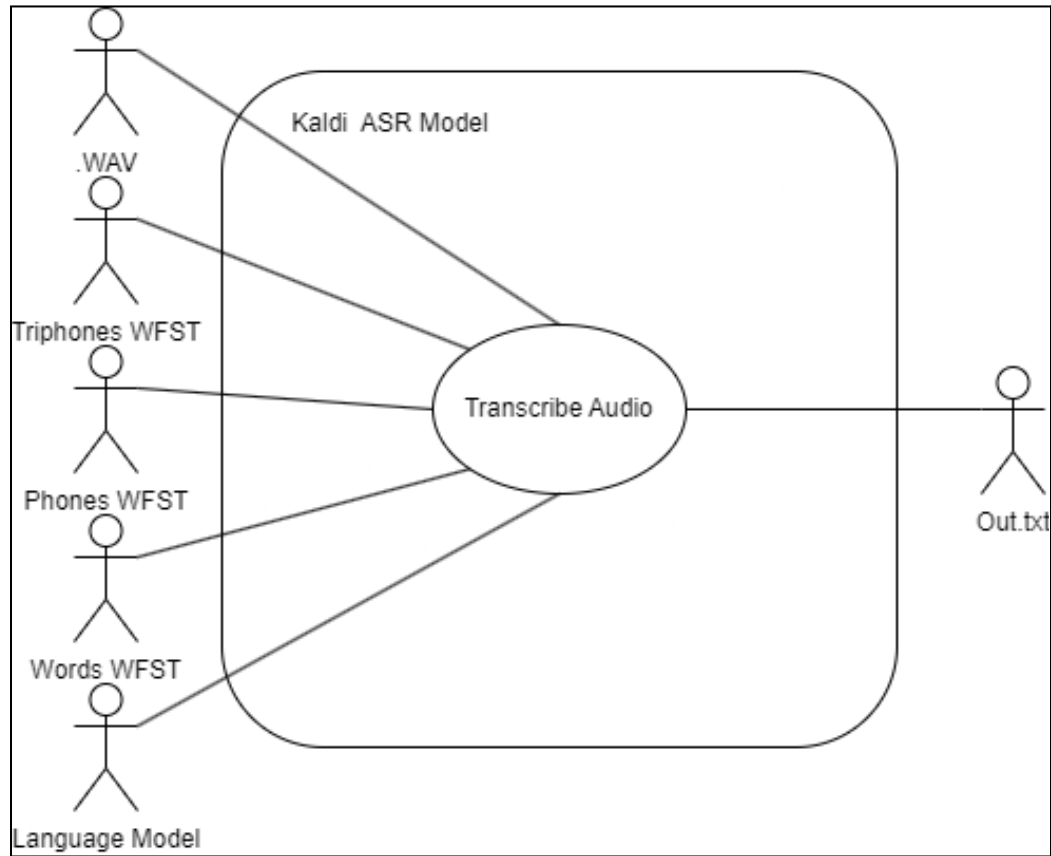 Kaldi ASR Model
.WAV
Triphones WFST
Transcribe Audio
Phones WFST
Out.txt
Words WFST
Language Model